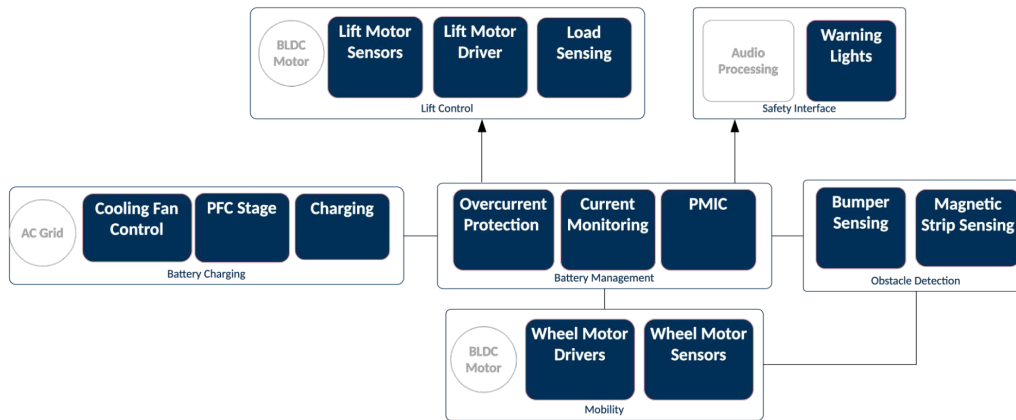 BLDC
Motor
Lift Motor
Sensors
Lift Motor
Driver
Load
Sensing
Lift Control
Audio
Processing
Warning
Lights
Safety Interface
AC Grid
Cooling Fan
Control
PFC Stage
Charging
Battery Charging
Overcurrent
Protection
Current
Monitoring
PMIC
Battery Management
Bumper
Sensing
Magnetic
Strip Sensing
Obstacle Detection
BLDC
Motor
Wheel Motor
Drivers
Wheel Motor
Sensors
Mobility